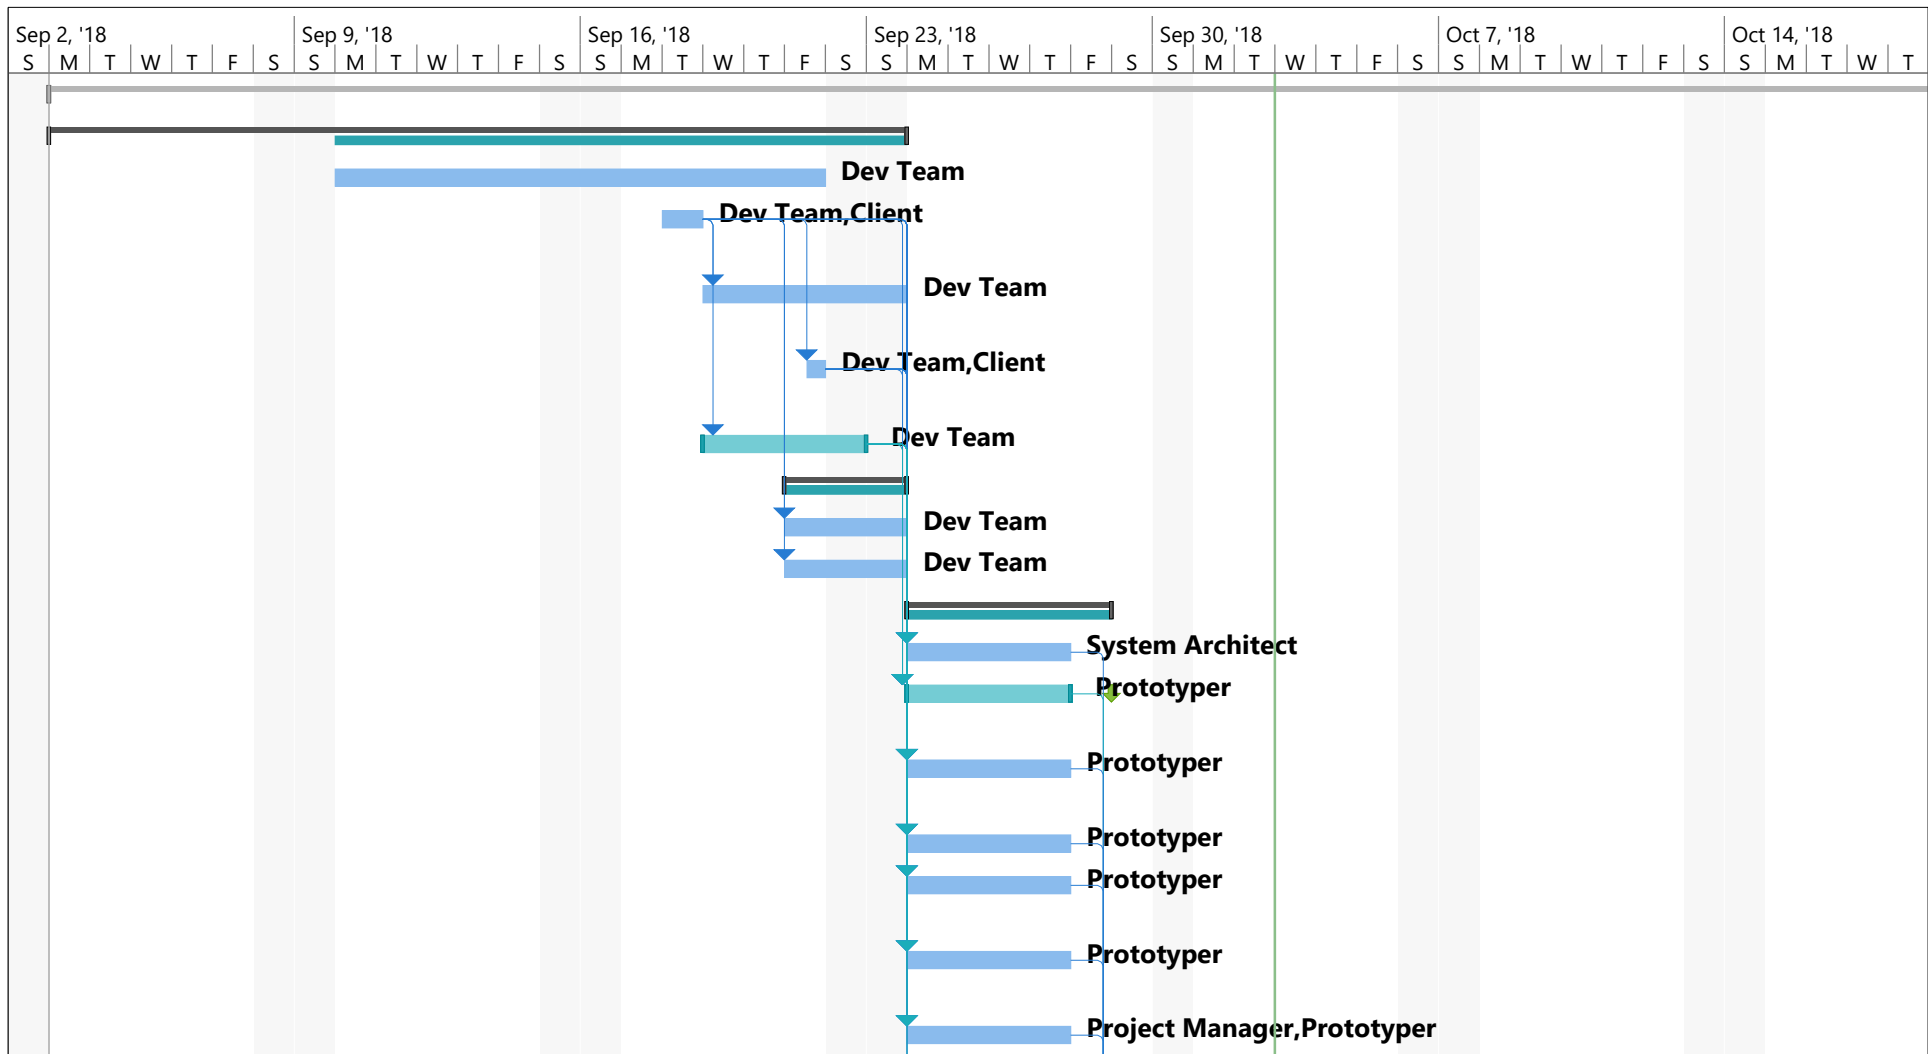 Sep 2, '18 Sep 9, '18 Sep 16, '18 Sep 23, '18 Sep 30, '18 Oct 7, '18 Oct 14, '18
S M T W T F S S M T W T F S S M T W T F S S M T W T F S S M T W T F S S M T W T F S S M T W T
Dev Team
Dev Team,Client
Dev Team
Dev Team,Client
Dev Team
Dev Team
Dev Team
System Architect
Prototyper
Prototyper
Prototyper
Prototyper
Prototyper
Project Manager,Prototyper